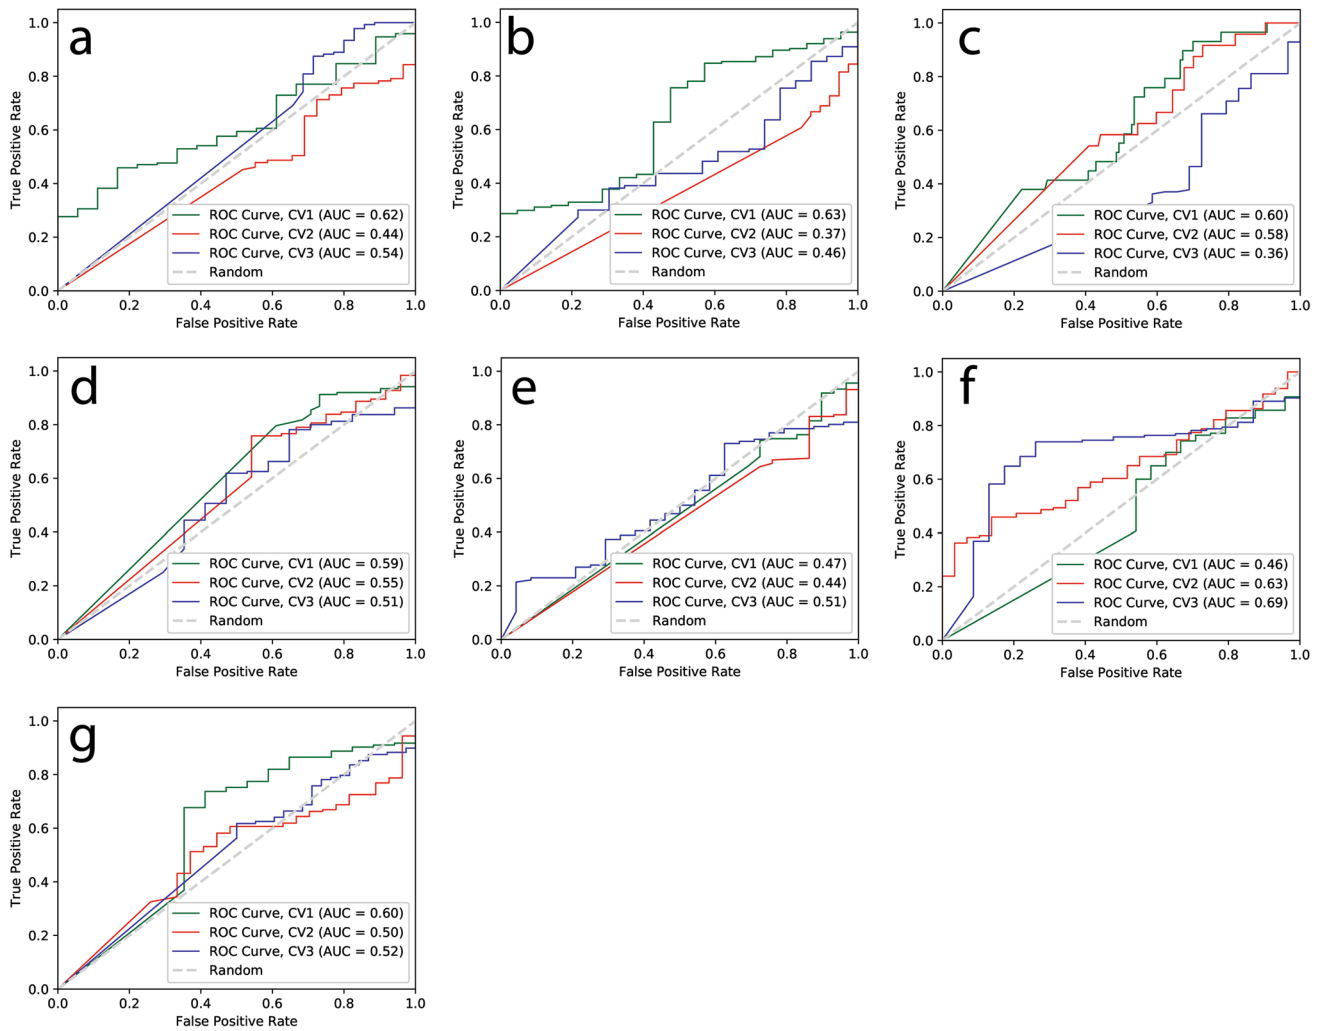 a
1.0
0.8
0.6
0.4
0.2
0.0
True Positive Rate
ROC Curve, CV1 (AUC = 0.62)
ROC Curve, CV2 (AUC = 0.44)
ROC Curve, CV3 (AUC = 0.54)
Random
0.0 0.2 0.4 0.6 0.8 1.0
False Positive Rate
b
1.0
0.8
0.6
0.4
0.2
0.0
True Positive Rate
ROC Curve, CV1 (AUC = 0.63)
ROC Curve, CV2 (AUC = 0.37)
ROC Curve, CV3 (AUC = 0.46)
Random
0.0 0.2 0.4 0.6 0.8 1.0
False Positive Rate
c
1.0
0.8
0.6
0.4
0.2
0.0
True Positive Rate
ROC Curve, CV1 (AUC = 0.60)
ROC Curve, CV2 (AUC = 0.58)
ROC Curve, CV3 (AUC = 0.36)
Random
0.0 0.2 0.4 0.6 0.8 1.0
False Positive Rate
d
1.0
0.8
0.6
0.4
0.2
0.0
True Positive Rate
ROC Curve, CV1 (AUC = 0.59)
ROC Curve, CV2 (AUC = 0.55)
ROC Curve, CV3 (AUC = 0.51)
Random
0.0 0.2 0.4 0.6 0.8 1.0
False Positive Rate
e
1.0
0.8
0.6
0.4
0.2
0.0
True Positive Rate
ROC Curve, CV1 (AUC = 0.47)
ROC Curve, CV2 (AUC = 0.44)
ROC Curve, CV3 (AUC = 0.51)
Random
0.0 0.2 0.4 0.6 0.8 1.0
False Positive Rate
f
1.0
0.8
0.6
0.4
0.2
0.0
True Positive Rate
ROC Curve, CV1 (AUC = 0.46)
ROC Curve, CV2 (AUC = 0.63)
ROC Curve, CV3 (AUC = 0.69)
Random
0.0 0.2 0.4 0.6 0.8 1.0
False Positive Rate
g
1.0
0.8
0.6
0.4
0.2
0.0
True Positive Rate
ROC Curve, CV1 (AUC = 0.60)
ROC Curve, CV2 (AUC = 0.50)
ROC Curve, CV3 (AUC = 0.52)
Random
0.0 0.2 0.4 0.6 0.8 1.0
False Positive Rate